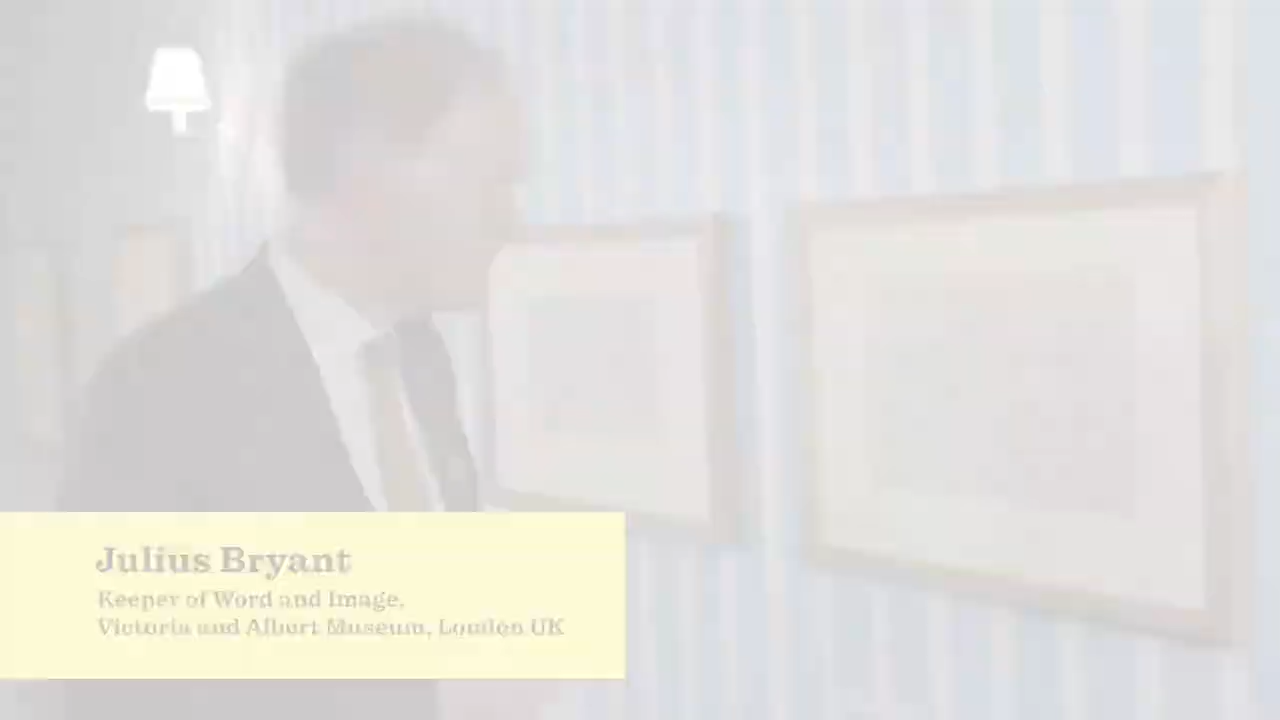 Julius Bryant
Keeper of Word and Image,
Victoria and Albert Museum, London UK